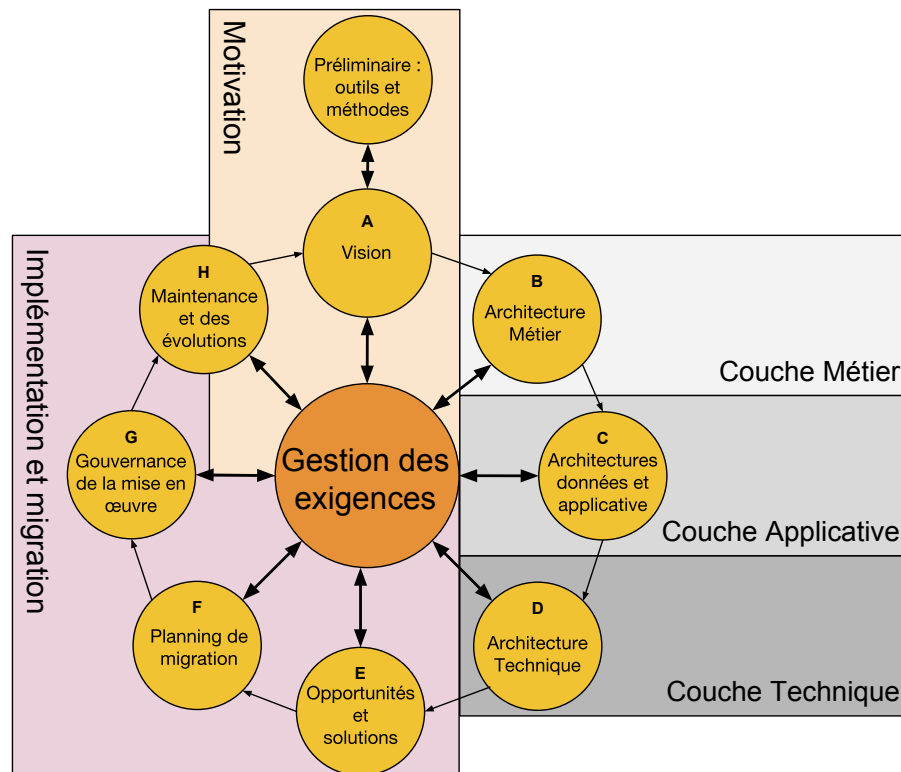 Motivation
Préliminaire :
outils et
méthodes
A
Vision
Implémentation et migration
H
Maintenance
et des
évolutions
B
Architecture
Métier
Couche Métier
G
Gouvernance
de la mise en
œuvre
Gestion des
exigences
C
Architectures
données et
applicative
Couche Applicative
F
Planning de
migration
E
Opportunités
et
solutions
D
Architecture
Technique
Couche Technique